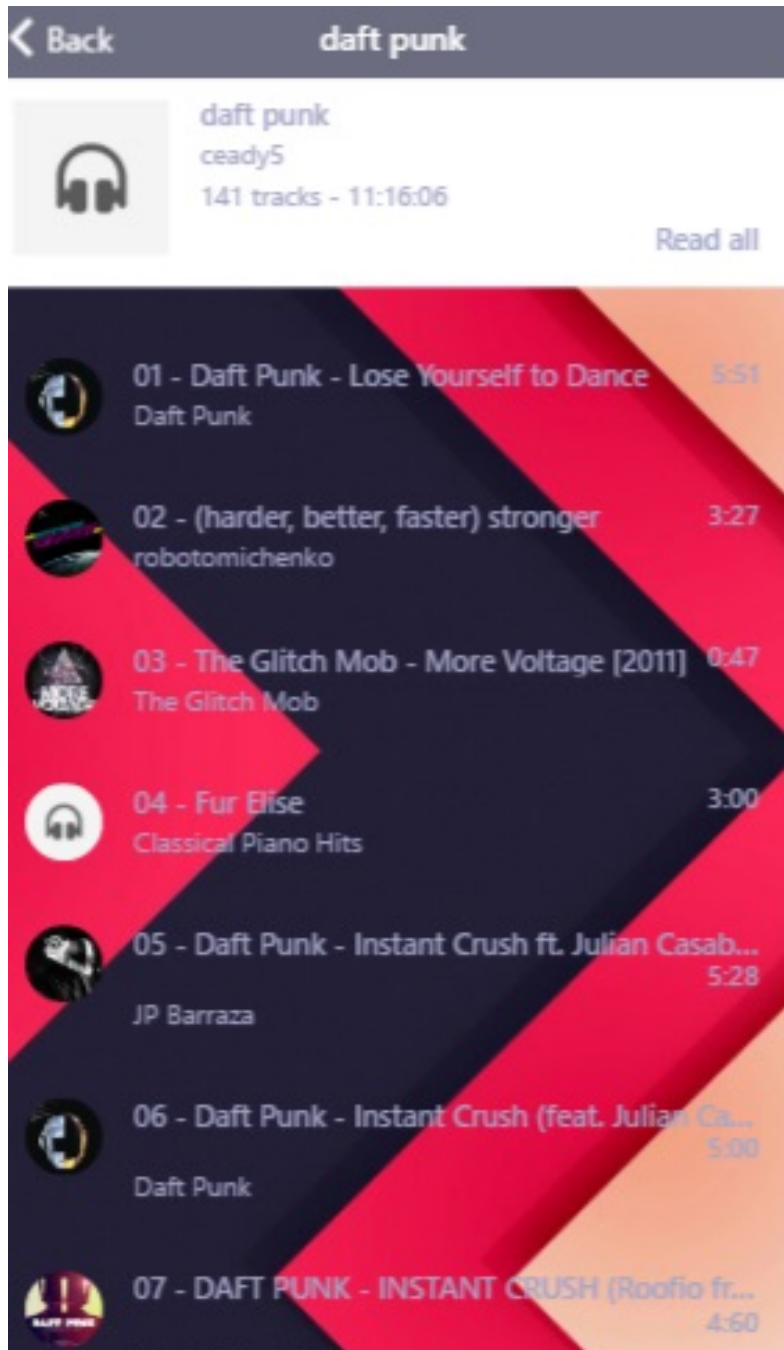 Back
daft punk
daft punk
ceady5
141 tracks - 11:16:06
Read all
01 - Daft Punk - Lose Yourself to Dance 5:51
Daft Punk
02 - (harder, better, faster) stronger 3:27
robotomichenko
03 - The Glitch Mob - More Voltage [2011] 0:47
The Glitch Mob
04 - Fur Elise 3:00
Classical Piano Hits
05 - Daft Punk - Instant Crush ft. Julian Casab...
5:28
JP Barraza
06 - Daft Punk - Instant Crush (feat. Julian Ca...
5:00
Daft Punk
07 - DAFT PUNK - INSTANT CRUSH (Roofio fr...
4:60
MORE
VOLTAGE
DAFT PUNK